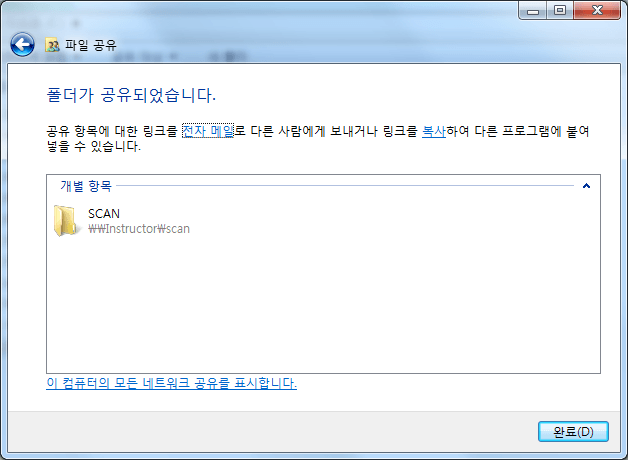 파일 공유
폴더가 공유되었습니다.
공유 항목에 대한 링크를 전자 메일로 다른 사람에게 보내거나 링크를 복사하여 다른 프로그램에 붙여
넣을 수 있습니다.
개별 항목
SCAN
₩₩Instructor₩scan
이 컴퓨터의 모든 네트워크 공유를 표시합니다.
완료(D)